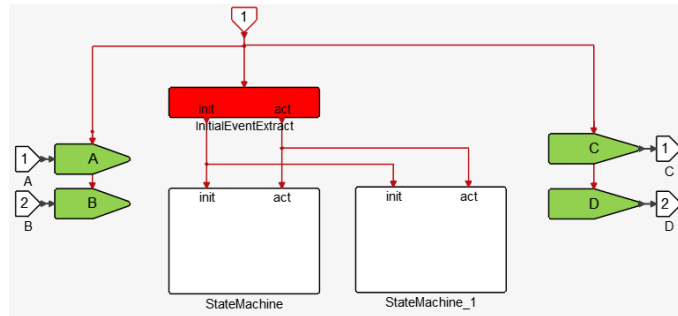 1
init act
InitialEventExtract
1 A C 1
A C
init act init act
2 B D 2
B D
StateMachine StateMachine_1